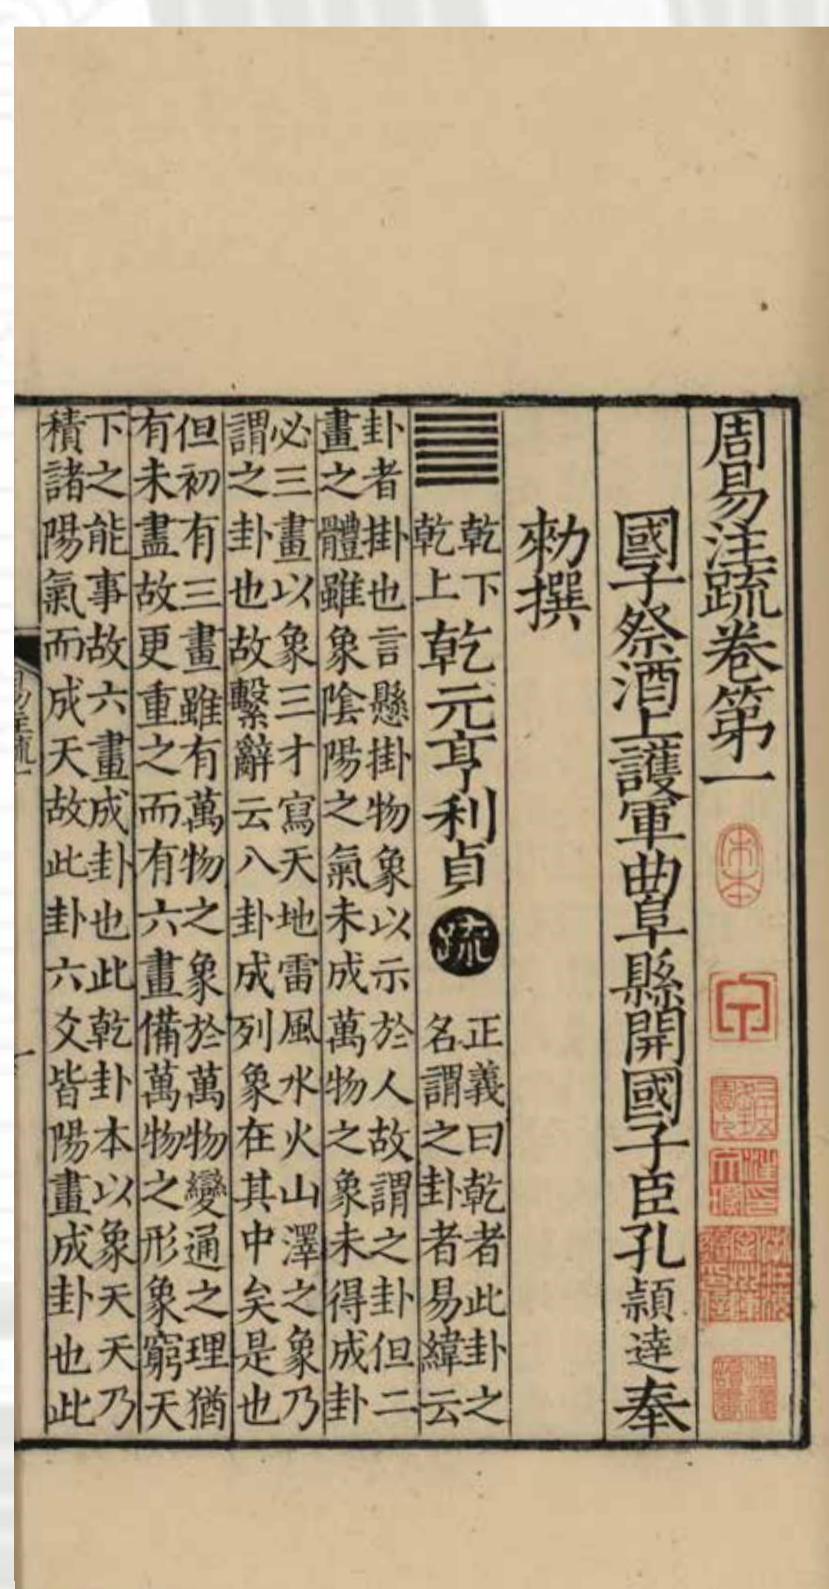 周易注疏卷第一
國子祭酒上護軍曲阜縣開國子臣孔穎達奉
勑撰
䷀
乾下
乾上
乾元亨利貞
疏
正義曰乾者此卦之
名謂之卦者易緯云
卦者掛也言懸掛物象以示於人故謂之卦但二
畫之體雖象陰陽之氣未成萬物之象未得成卦
必三畫以象三才寫天地雷風水火山澤之象乃
謂之卦也故繫辭云八卦成列象在其中矣是也
但初有三畫雖有萬物之象於萬物變通之理猶
有未盡故更重之而有六畫備萬物之形象窮天
下之能事故六畫成卦也此乾卦本以象天天乃
積諸陽氣而成天故此卦六爻皆陽畫成卦也此
宋本